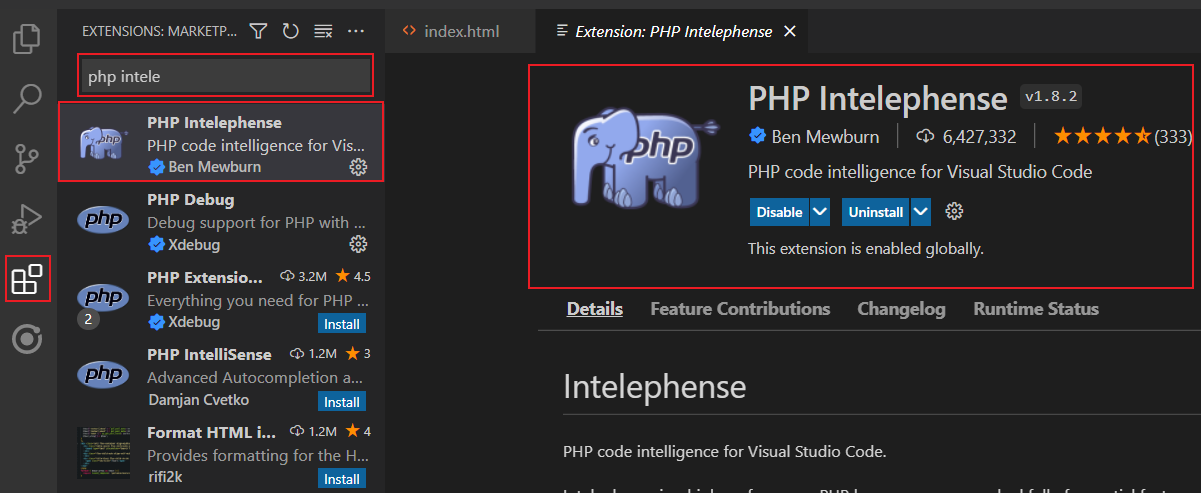 EXTENSIONS: MARKETP...
php intele
PHP Intelephense
PHP code intelligence for Vis...
Ben Mewburn
PHP Debug
Debug support for PHP with ...
Xdebug
PHP Extensio... 3.2M 4.5
Everything you need for PHP ...
2
Xdebug Install
PHP IntelliSense 1.2M 3
Advanced Autocompletion a...
Damjan Cvetko Install
Format HTML i... 1.2M 4
Provides formatting for the H...
rifi2k Install
index.html
Extension: PHP Intelephense
php
PHP Intelephense v1.8.2
Ben Mewburn 6,427,332 (333)
PHP code intelligence for Visual Studio Code
Disable Uninstall
This extension is enabled globally.
Details Feature Contributions Changelog Runtime Status
Intelephense
PHP code intelligence for Visual Studio Code.